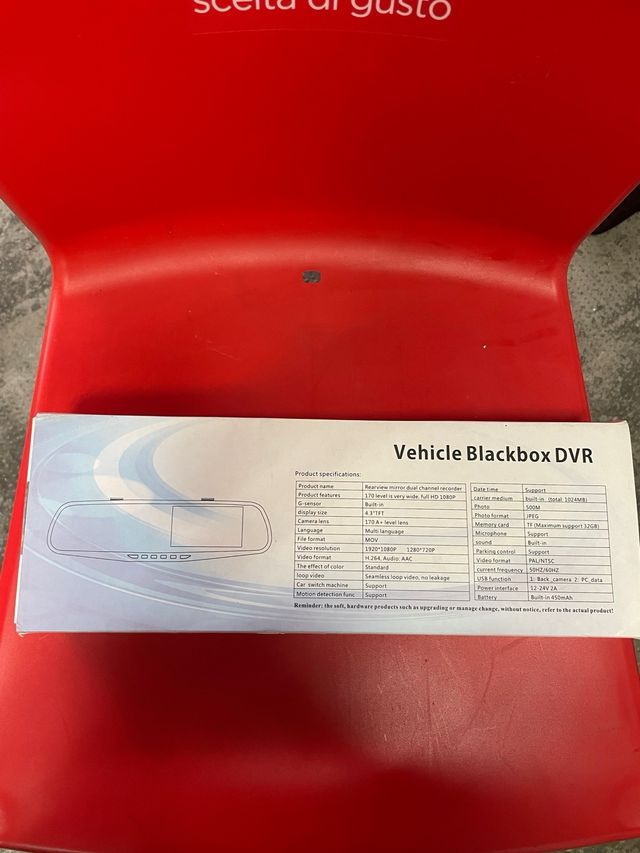 scelta di gusto
Vehicle Blackbox DVR
Product specifications:
Product name Rearview mirror dual channel recorder
Product features 170 level is very wide, full HD 1080P
G-sensor Built-in
display size 4.3"TFT
Camera lens 170 A+ level lens
Language Multi language
File format MOV
Video resolution 1920*1080P 1280*720P
Video format H.264, Audio: AAC
The effect of color Standard
loop video Seamless loop video, no leakage
Car switch machine Support
Motion detection func Support
Date time Support
carrier medium built-in (total 1024MB)
Photo 500M
Photo format JPEG
Memory card TF (Maximum support 32GB)
Microphone Support
sound Built-in
Parking control Support
Video format PAL/NTSC
current frequency 50HZ/60HZ
USB function 1: Back_camera 2: PC_data
Power interface 12-24V 2A
Battery Built-in 450mAh
Reminder: the soft, hardware products such as upgrading or manage change, without notice, refer to the actual product!